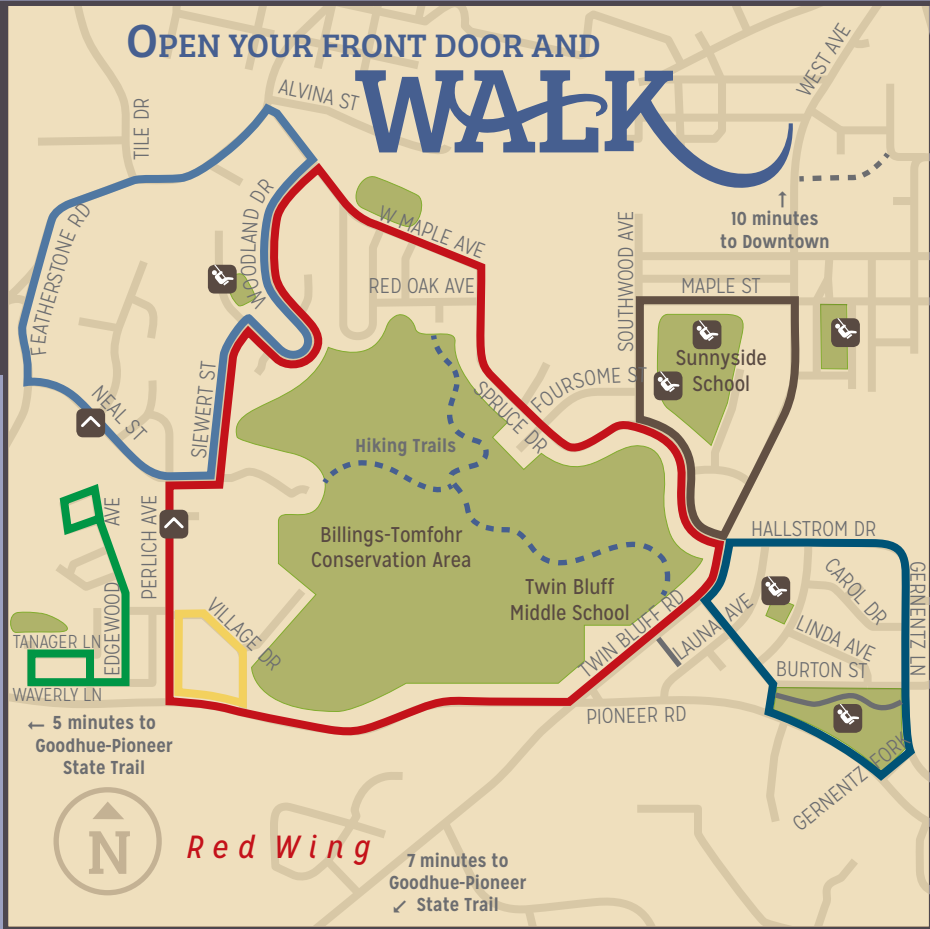 OPEN YOUR FRONT DOOR AND
WALK
WEST AVE
ALVINA ST
TILE DR
10 minutes
to Downtown
FEATHERSTONE RD
WOODLAND DR
W MAPLE AVE
RED OAK AVE
SOUTHWOOD AVE
MAPLE ST
Sunnyside
School
FOURSOME ST
SPRUCE DR
NEAL ST
SIEWERT ST
Hiking Trails
Billings-Tomfohr
Conservation Area
Twin Bluff
Middle School
HALLSTROM DR
PERLICH AVE
EDGEWOOD AVE
VILLAGE DR
TANAGER LN
WAVERLY LN
TWIN BLUFF RD
LAUNA AVE
CAROL DR
LINDA AVE
GERNENTZ LN
BURTON ST
PIONEER RD
GERNENTZ FORK
← 5 minutes to
Goodhue-Pioneer
State Trail
N
Red Wing
7 minutes to
Goodhue-Pioneer
↙ State Trail